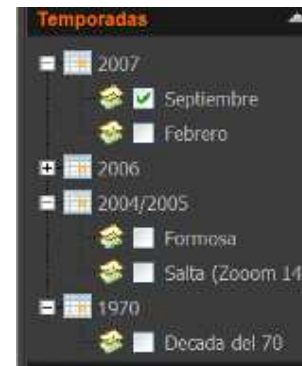 Temporadas
2007
Septiembre
Febrero
2006
2004/2005
Formosa
Salta (Zooom 14
1970
Decada del 70